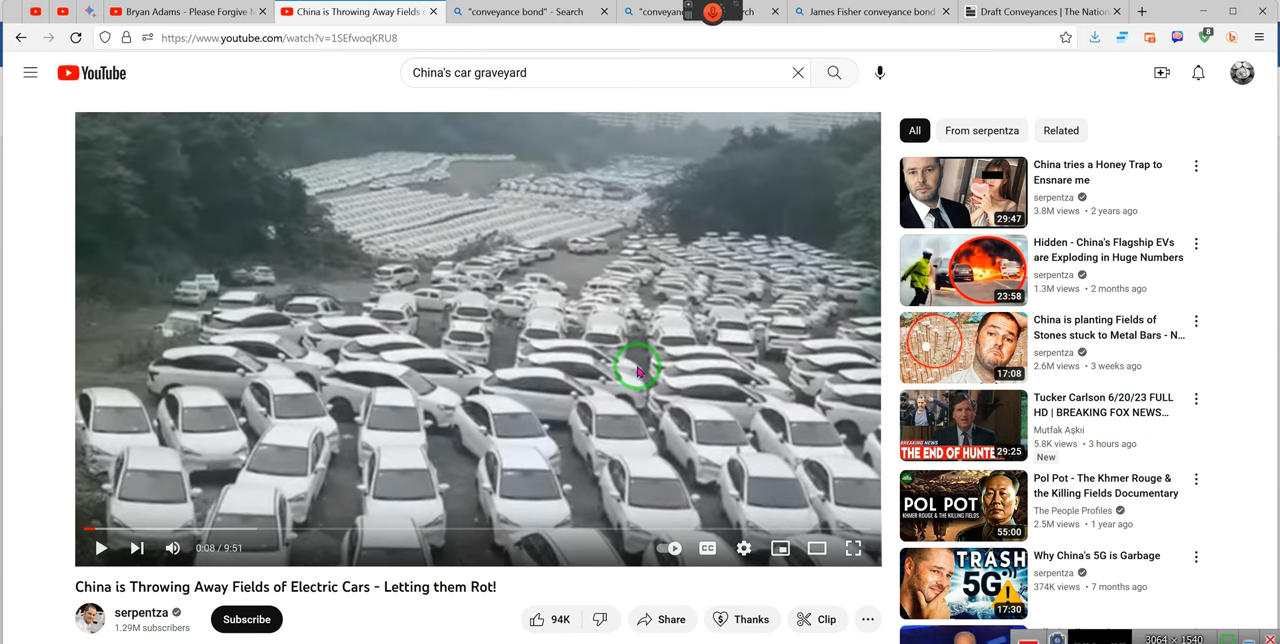 Bryan Adams - Please Forgive M
China is Throwing Away Fields o
"conveyance bond" - Search
"conveyan
rch
James Fisher conveyance bond
Draft Conveyances | The Nation
https://www.youtube.com/watch?v=1SEfwoqKRU8
8
YouTube
China's car graveyard
All
From serpentza
Related
China tries a Honey Trap to
Ensnare me
serpentza
3.8M views • 2 years ago
29:47
Hidden - China's Flagship EVs
are Exploding in Huge Numbers
serpentza
1.3M views • 2 months ago
23:58
China is planting Fields of
Stones stuck to Metal Bars - N...
serpentza
2.6M views • 3 weeks ago
17:08
Tucker Carlson 6/20/23 FULL
HD | BREAKING FOX NEWS...
Mutfak Aşkıı
5.8K views • 3 hours ago
New
BREAKING NEWS
THE END OF HUNTE
29:25
Pol Pot - The Khmer Rouge &
the Killing Fields Documentary
The People Profiles
2.5M views • 1 year ago
POL POT
KHMER ROUGE & THE KILLING FIELDS
55:00
Why China's 5G is Garbage
serpentza
374K views • 7 months ago
TRASH
5G
17:30
0:08 / 9:51
CC
China is Throwing Away Fields of Electric Cars - Letting them Rot!
serpentza
1.29M subscribers
Subscribe
94K
Share
Thanks
Clip
3064 × 1540